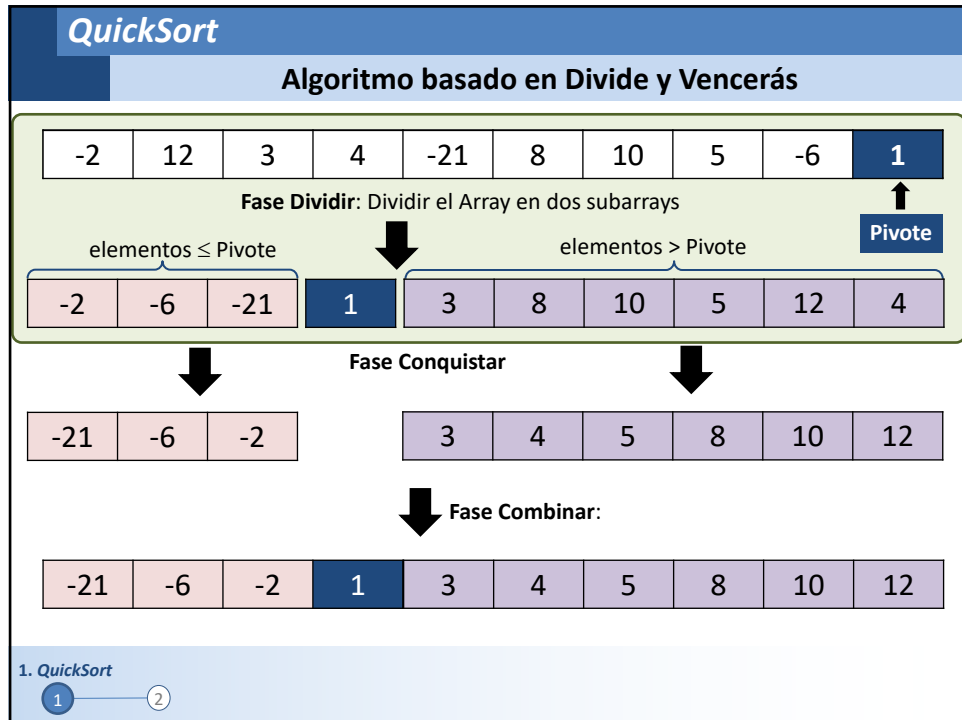 QuickSort
Algoritmo basado en Divide y Vencerás
-2 12 3 4 -21 8 10 5 -6 1
Fase Dividir: Dividir el Array en dos subarrays
Pivote
elementos ≤ Pivote
elementos > Pivote
-2 -6 -21 1 3 8 10 5 12 4
Fase Conquistar
-21 -6 -2 3 4 5 8 10 12
Fase Combinar:
-21 -6 -2 1 3 4 5 8 10 12
1. QuickSort
1 2